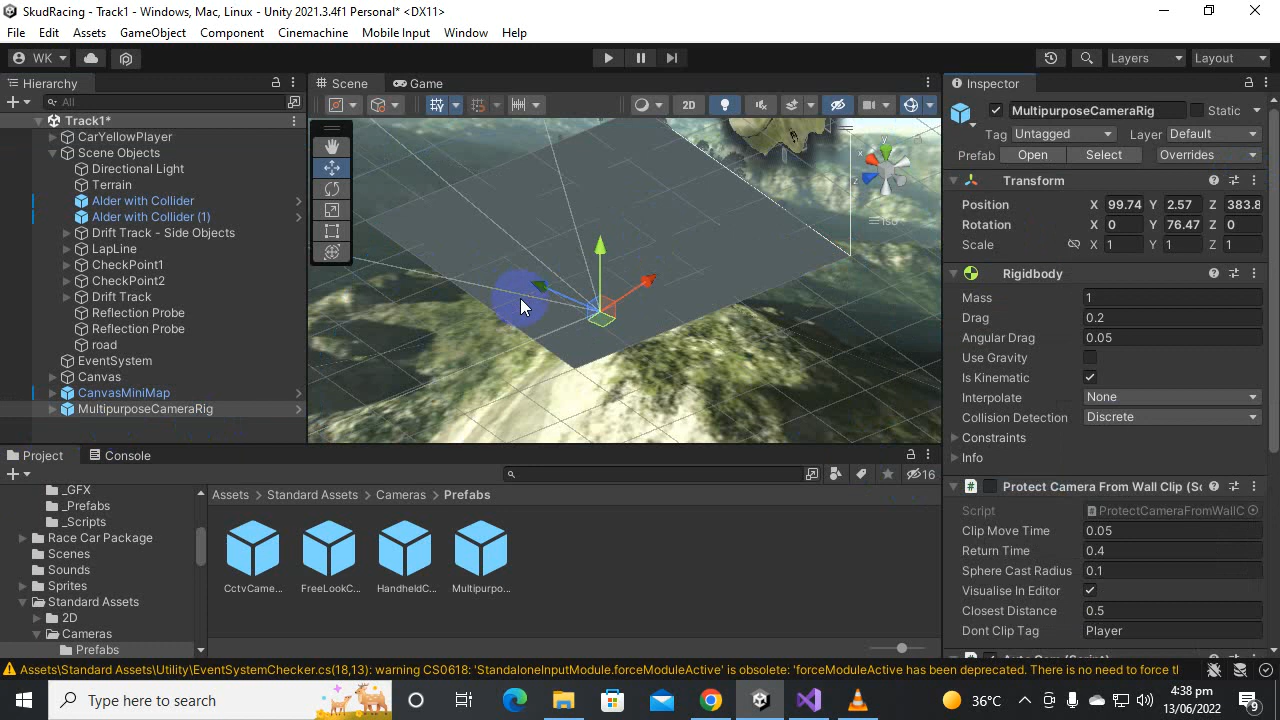 SkudRacing - Track1 - Windows, Mac, Linux - Unity 2021.3.4f1 Personal* <DX11>
File Edit Assets GameObject Component Cinemachine Mobile Input Window Help
WK Layers Layout
Hierarchy
All
Track1*
CarYellowPlayer
Scene Objects
Directional Light
Terrain
Alder with Collider
Alder with Collider (1)
Drift Track - Side Objects
LapLine
CheckPoint1
CheckPoint2
Drift Track
Reflection Probe
Reflection Probe
road
EventSystem
Canvas
CanvasMiniMap
MultipurposeCameraRig
Scene Game
2D
y
x
z
Iso
Inspector
MultipurposeCameraRig Static
Tag Untagged Layer Default
Prefab Open Select Overrides
Transform
Position X 99.74 Y 2.57 Z 383.8
Rotation X 0 Y 76.47 Z 0
Scale X 1 Y 1 Z 1
Rigidbody
Mass 1
Drag 0.2
Angular Drag 0.05
Use Gravity
Is Kinematic
Interpolate None
Collision Detection Discrete
Constraints
Info
# Protect Camera From Wall Clip (Sc
Script ProtectCameraFromWallC
Clip Move Time 0.05
Return Time 0.4
Sphere Cast Radius 0.1
Visualise In Editor
Closest Distance 0.5
Dont Clip Tag Player
Project Console
16
_GFX
_Prefabs
_Scripts
Race Car Package
Scenes
Sounds
Sprites
Standard Assets
2D
Cameras
Prefabs
Assets > Standard Assets > Cameras > Prefabs
CctvCame... FreeLookC... HandheldC... Multipurpo...
Assets\Standard Assets\Utility\EventSystemChecker.cs(18,13): warning CS0618: 'StandaloneInputModule.forceModuleActive' is obsolete: 'forceModuleActive has been deprecated. There is no need to force tl
Type here to search
36°C
4:38 pm
13/06/2022
9